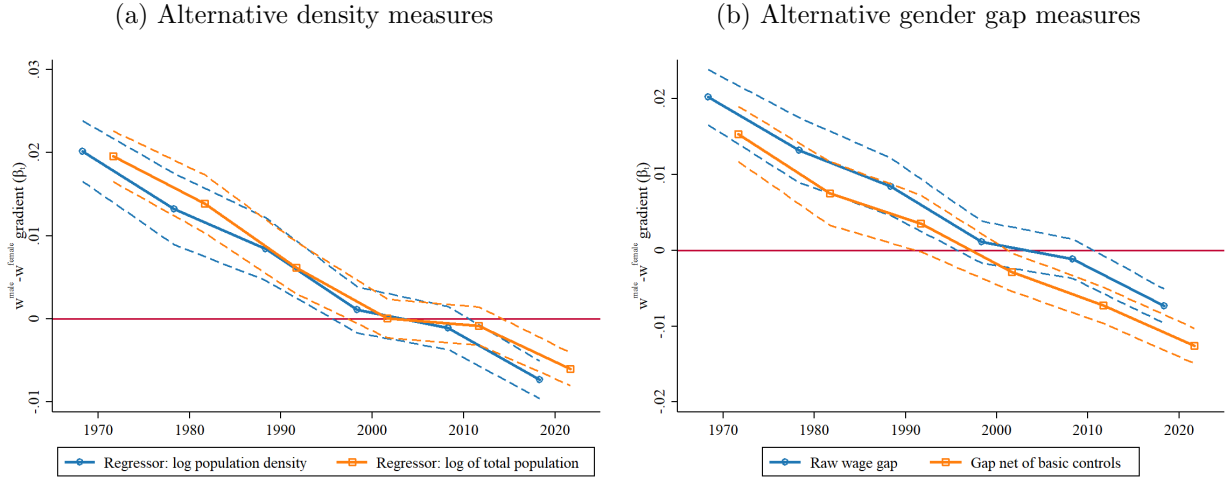 (a) Alternative density measures
.03
.02
.01
0
-.01
w^male -w^female gradient (βₜ)
1970 1980 1990 2000 2010 2020
Regressor: log population density Regressor: log of total population
(b) Alternative gender gap measures
.02
.01
0
-.01
-.02
w^male -w^female gradient (βₜ)
1970 1980 1990 2000 2010 2020
Raw wage gap Gap net of basic controls